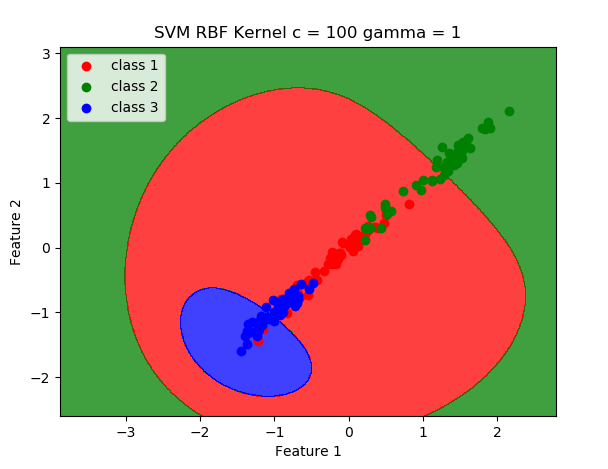 SVM RBF Kernel c = 100 gamma = 1
class 1
class 2
class 3
3
2
1
0
−1
−2
Feature 2
−3 −2 −1 0 1 2
Feature 1